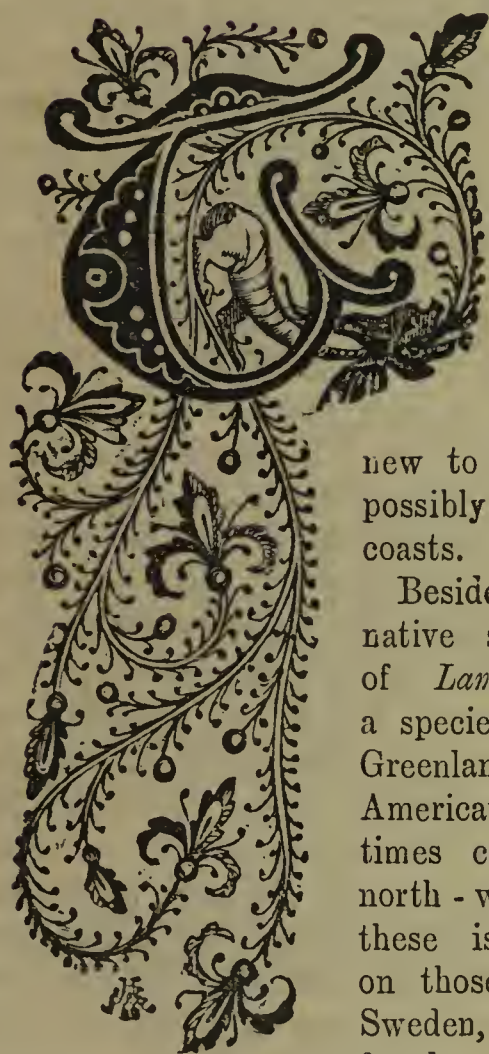 T
new to
possibly
coasts.
Beside
native s
of Lam
a specie
Greenlan
America
times c
north - w
these is
on those
Sweden,